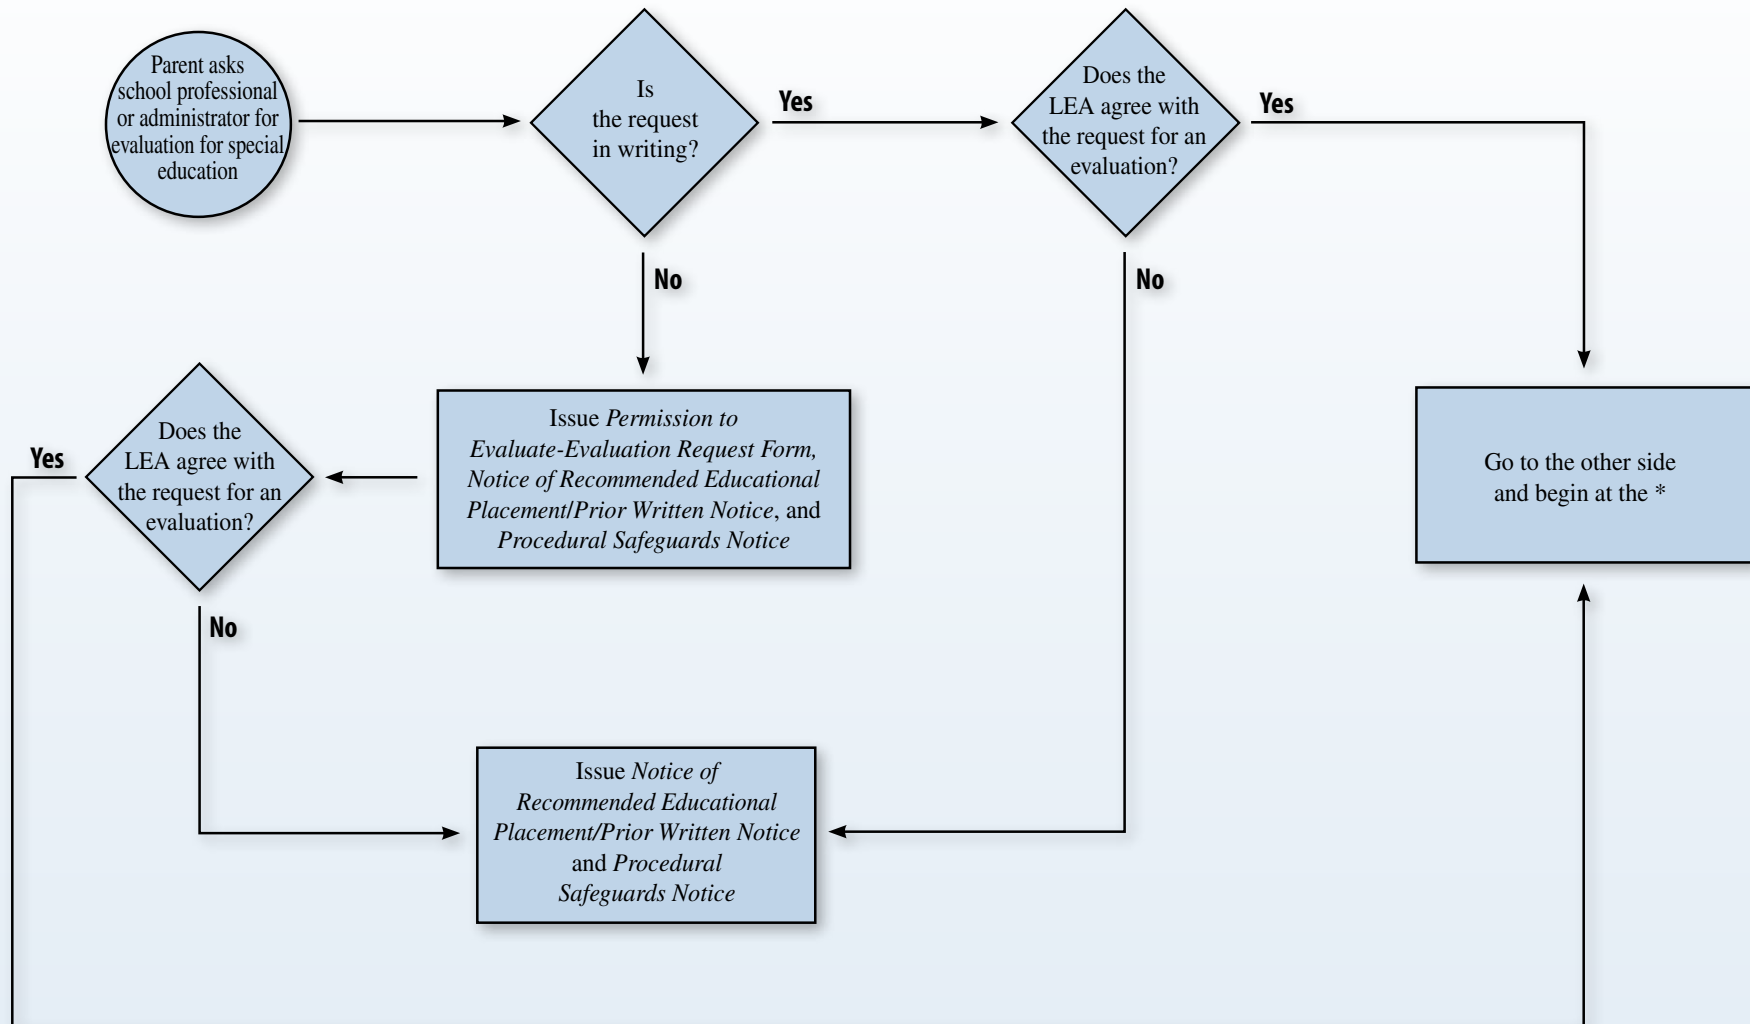 Parent asks
school professional
or administrator for
evaluation for special
education
Is
the request
in writing?
Yes
Does the
LEA agree with
the request for an
evaluation?
Yes
No
No
Does the
LEA agree with
the request for an
evaluation?
Yes
Issue Permission to
Evaluate-Evaluation Request Form,
Notice of Recommended Educational
Placement/Prior Written Notice, and
Procedural Safeguards Notice
Go to the other side
and begin at the *
No
Issue Notice of
Recommended Educational
Placement/Prior Written Notice
and Procedural
Safeguards Notice